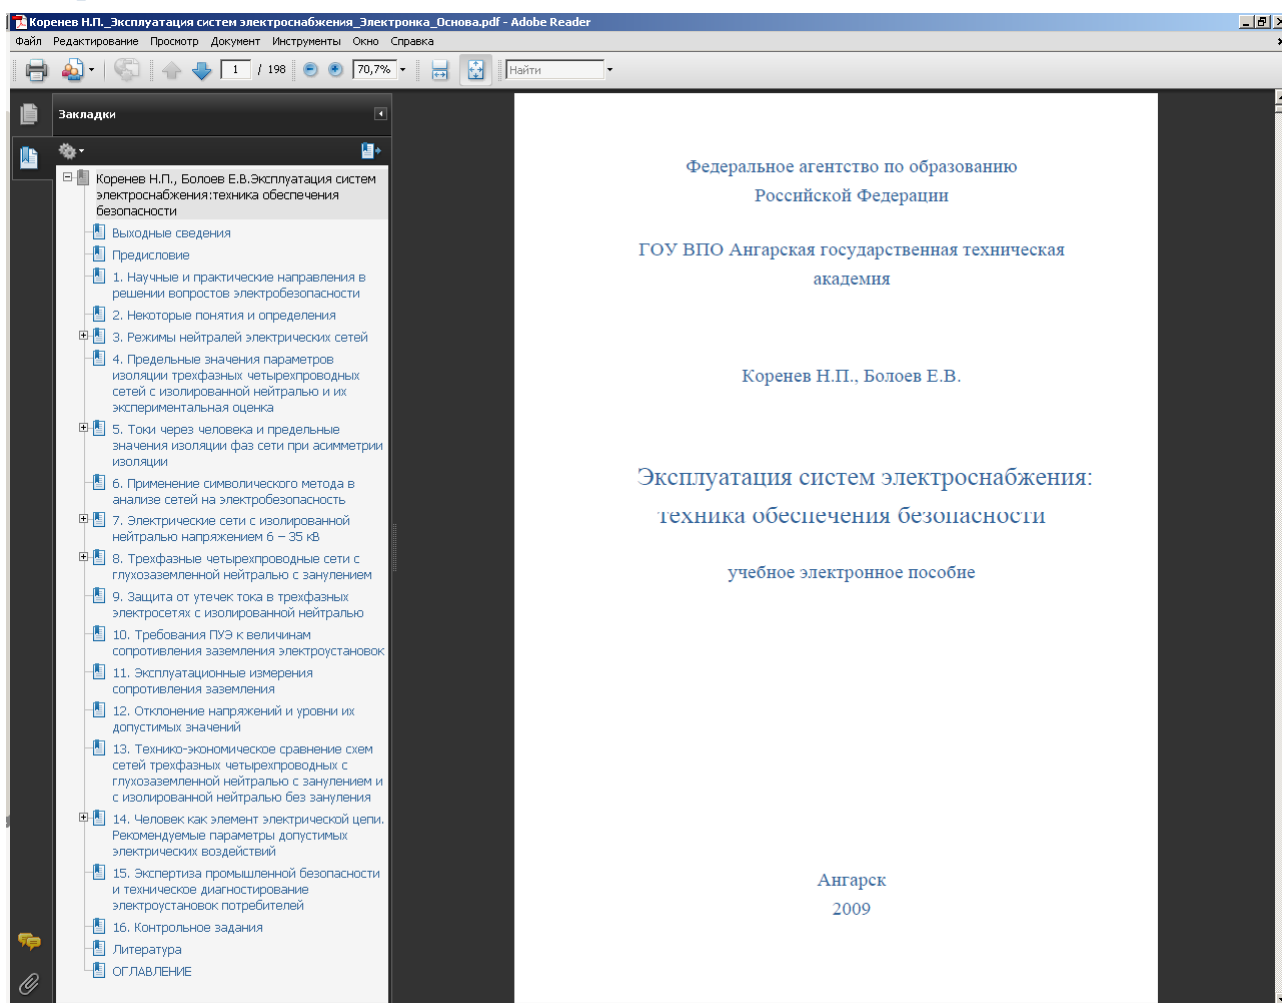 Коренев Н.П._Эксплуатация систем электроснабжения_Электронка_Основа.pdf - Adobe Reader
Файл Редактирование Просмотр Документ Инструменты Окно Справка
1 / 198 70,7% Найти
Закладки
Коренев Н.П., Болоев Е.В.Эксплуатация систем
электроснабжения:техника обеспечения
безопасности
Выходные сведения
Предисловие
1. Научные и практические направления в
решении вопростов электробезопасности
2. Некоторые понятия и определения
3. Режимы нейтралей электрических сетей
4. Предельные значения параметров
изоляции трехфазных четырехпроводных
сетей с изолированной нейтралью и их
экспериментальная оценка
5. Токи через человека и предельные
значения изоляции фаз сети при асимметрии
изоляции
6. Применение символического метода в
анализе сетей на электробезопасность
7. Электрические сети с изолированной
нейтралью напряжением 6 – 35 кВ
8. Трехфазные четырехпроводные сети с
глухозаземленной нейтралью с занулением
9. Защита от утечек тока в трехфазных
электросетях с изолированной нейтралью
10. Требования ПУЭ к величинам
сопротивления заземления электроустановок
11. Эксплуатационные измерения
сопротивления заземления
12. Отклонение напряжений и уровни их
допустимых значений
13. Технико-экономическое сравнение схем
сетей трехфазных четырехпроводных с
глухозаземленной нейтралью с занулением и
с изолированной нейтралью без зануления
14. Человек как элемент электрической цепи.
Рекомендуемые параметры допустимых
электрических воздействий
15. Экспертиза промышленной безопасности
и техническое диагностирование
электроустановок потребителей
16. Контрольное задания
Литература
ОГЛАВЛЕНИЕ
Федеральное агентство по образованию
Российской Федерации
ГОУ ВПО Ангарская государственная техническая
академия
Коренев Н.П., Болоев Е.В.
Эксплуатация систем электроснабжения:
техника обеспечения безопасности
учебное электронное пособие
Ангарск
2009